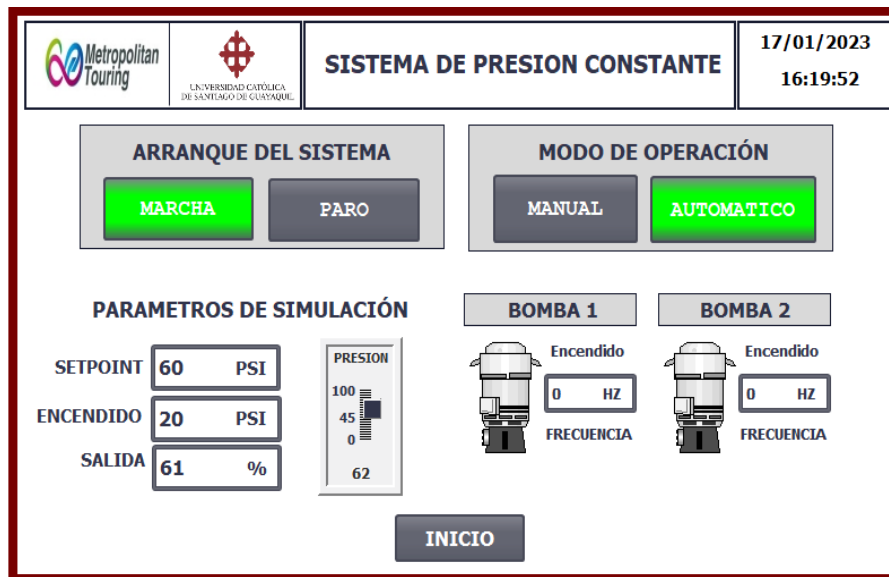 Metropolitan
Touring
UNIVERSIDAD CATÓLICA
DE SANTIAGO DE GUAYAQUIL
SISTEMA DE PRESION CONSTANTE
17/01/2023
16:19:52
ARRANQUE DEL SISTEMA
MARCHA PARO
MODO DE OPERACIÓN
MANUAL AUTOMATICO
PARAMETROS DE SIMULACIÓN
SETPOINT 60 PSI
ENCENDIDO 20 PSI
SALIDA 61 %
PRESION
100
45
0
62
BOMBA 1
Encendido
0 HZ
FRECUENCIA
BOMBA 2
Encendido
0 HZ
FRECUENCIA
INICIO